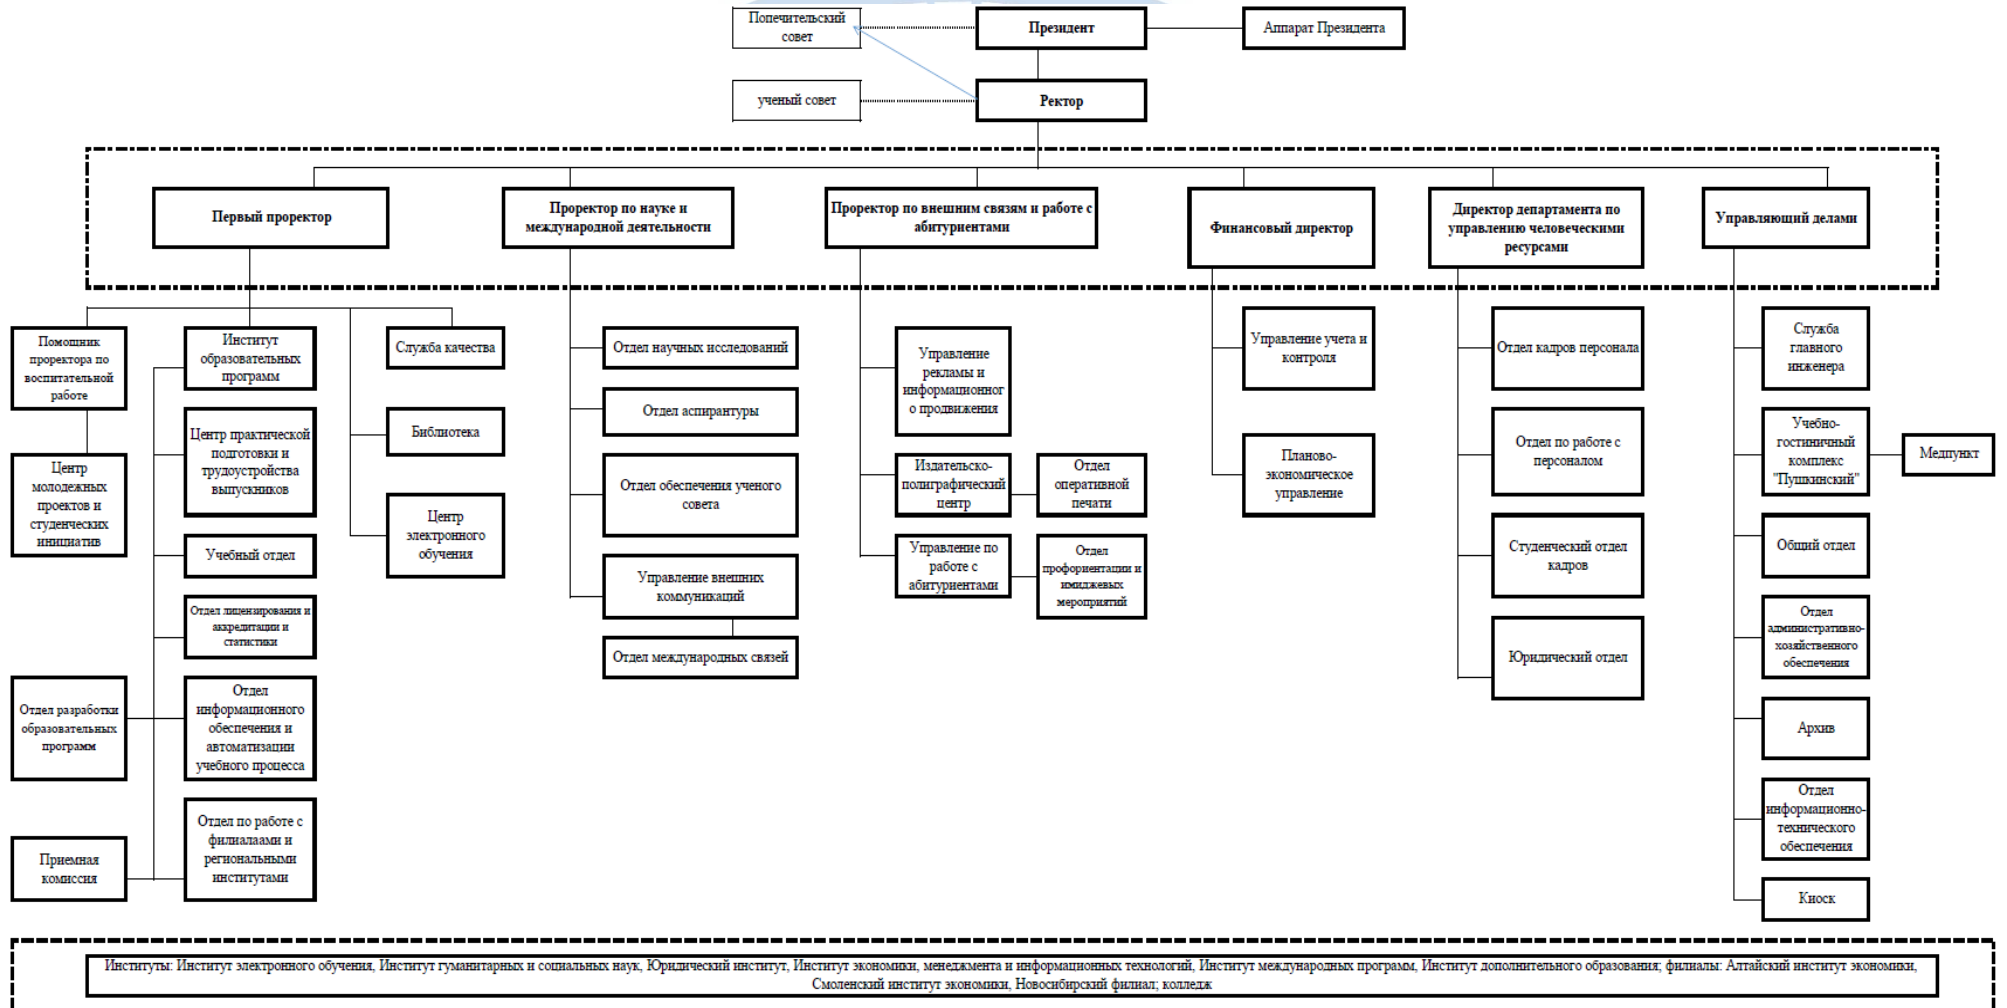 Попечительский
совет
Президент
Аппарат Президента
ученый совет
Ректор
Первый проректор
Проректор по науке и
международной деятельности
Проректор по внешним связям и работе с
абитуриентами
Финансовый директор
Директор департамента по
управлению человеческими
ресурсами
Управляющий делами
Помошник
проректора по
воспитательной
работе
Центр
молодежных
проектов и
студенческих
инициатив
Отдел разработки
образовательных
программ
Приемная
комиссия
Институт
образовательных
программ
Центр практической
подготовки и
трудоустройства
выпускников
Учебный отдел
Отдел лицензирования и
аккредитации и
статистики
Отдел
информационного
обеспечения и
автоматизации
учебного процесса
Отдел по работе с
филиалаами и
региональными
институтами
Служба качества
Библиотека
Центр
электронного
обучения
Отдел научных исследований
Отдел аспирантуры
Отдел обеспечения ученого
совета
Управление внешних
коммуникаций
Отдел международных связей
Управление
рекламы и
информационног
о продвижения
Издательско-
полиграфический
центр
Отдел
оперативной
печати
Управление по
работе с
абитуриентами
Отдел
профориентации и
имиджевых
мероприятий
Управление учета и
контроля
Планово-
экономическое
управление
Отдел кадров персонала
Отдел по работе с
персоналом
Студенческий отдел
кадров
Юридический отдел
Служба
главного
инженера
Учебно-
гостиничный
комплекс
"Пушкинский"
Медпункт
Общий отдел
Отдел
административно-
хозяйственного
обеспечения
Архив
Отдел
информационно-
технического
обеспечения
Киоск
Институты: Институт электронного обучения, Институт гуманитарных и социальных наук, Юридический институт, Институт экономики, менеджмента и информационных технологий, Институт международных программ, Институт дополнительного образования; филиалы: Алтайский институт экономики,
Смоленский институт экономики, Новосибирский филиал; колледж